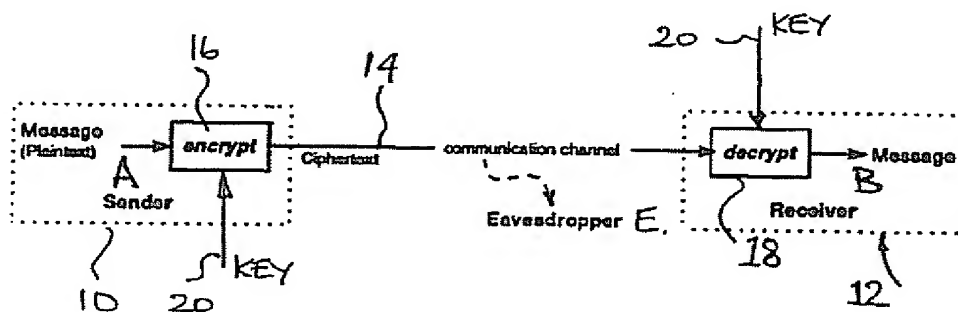 16
14
20 KEY
Message
(Plaintext)
encrypt
Ciphertext
communication channel
decrypt
Message
A
B
Sender
Eavesdropper E.
Receiver
10
20 KEY
18
12